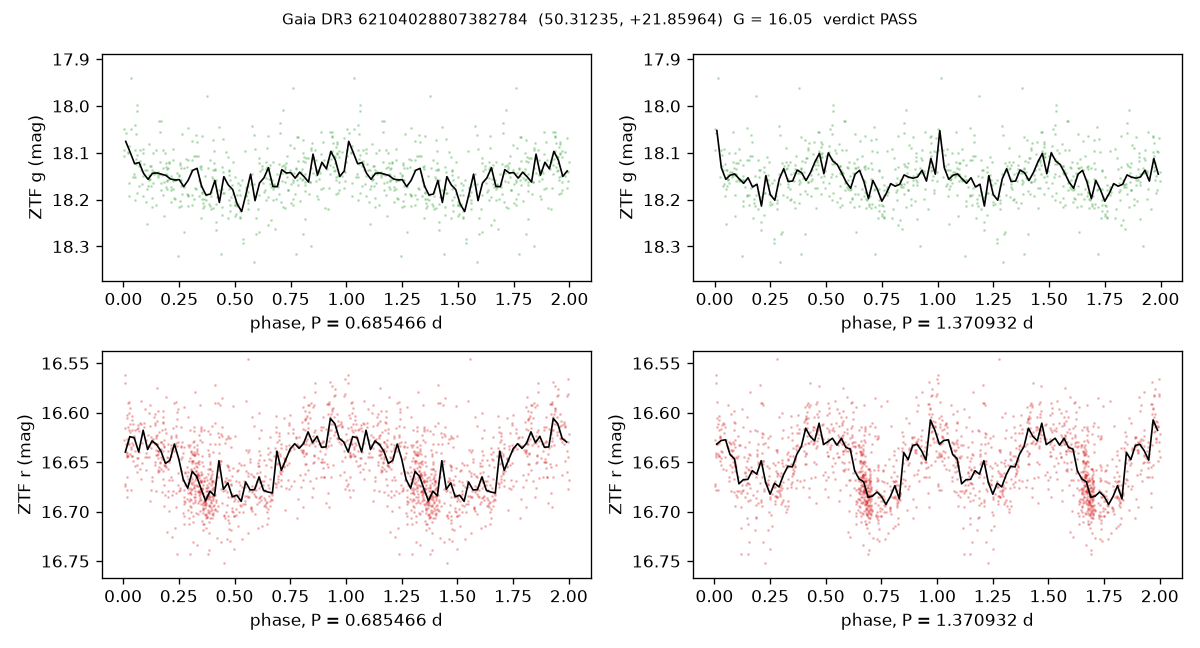 Gaia DR3 62104028807382784 (50.31235, +21.85964) G = 16.05 verdict PASS
17.9
18.0
18.1
18.2
18.3
ZTF g (mag)
0.00 0.25 0.50 0.75 1.00 1.25 1.50 1.75 2.00
phase, P = 0.685466 d
17.9
18.0
18.1
18.2
18.3
ZTF g (mag)
0.00 0.25 0.50 0.75 1.00 1.25 1.50 1.75 2.00
phase, P = 1.370932 d
16.55
16.60
16.65
16.70
16.75
ZTF r (mag)
0.00 0.25 0.50 0.75 1.00 1.25 1.50 1.75 2.00
phase, P = 0.685466 d
16.55
16.60
16.65
16.70
16.75
ZTF r (mag)
0.00 0.25 0.50 0.75 1.00 1.25 1.50 1.75 2.00
phase, P = 1.370932 d